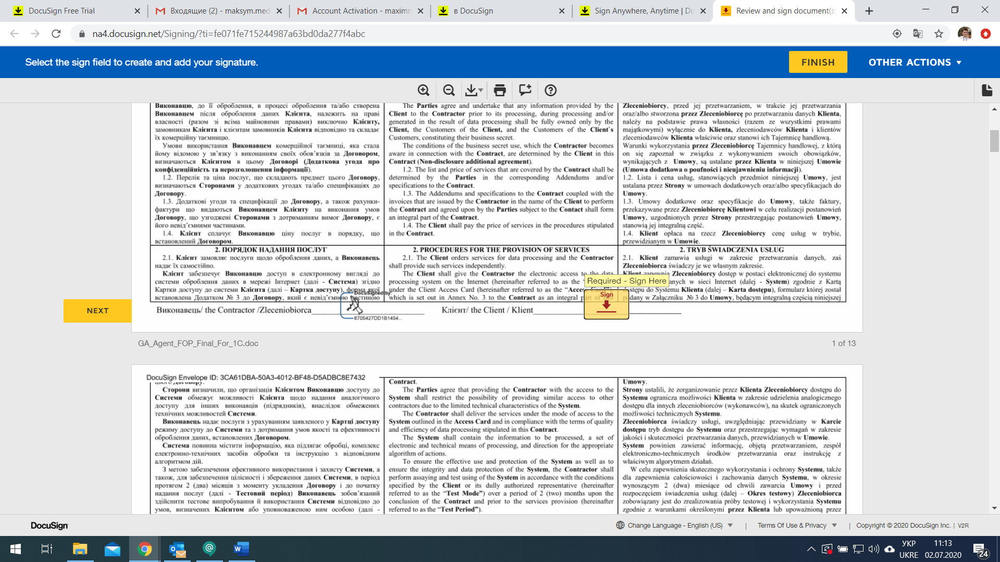 DocuSign Free Trial
Входящие (2) - maksym.med
Account Activation - maximm
в DocuSign
Sign Anywhere, Anytime | Do
Review and sign document(s
na4.docusign.net/Signing/?ti=fe071fe715244987a63bd0da277f4abc
Select the sign field to create and add your signature.
FINISH
OTHER ACTIONS
Виконавцю, до її оброблення, в процесі оброблення та/або створена
Виконавцем після оброблення даних Клієнта, належить на праві
власності (разом зі всіма майновими правами) виключно Клієнту,
замовникам Клієнта і клієнтам замовників Клієнта відповідно та складає
їх комерційну таємницю.
Умови використання Виконавцем комерційної таємниці, яка стала
йому відомою у зв’язку з виконанням своїх обов’язків за Договором,
визначаються Клієнтом в цьому Договорі (Додаткова угода про
конфіденційність та нерозголошення інформації).
1.2. Перелік та ціна послуг, що складають предмет цього Договору,
визначаються Сторонами у додаткових угодах та/або специфікаціях до
Договору.
1.3. Додаткові угоди та специфікації до Договору, а також рахунки-
фактури що видаються Виконавцем Клієнту на виконання умов
Договору, що узгоджені Сторонами з дотриманням вимог Договору, є
його невід’ємними частинами.
1.4. Клієнт сплачує Виконавцю ціну послуг в порядку, що
встановлений Договором.
The Parties agree and undertake that any information provided by the
Client to the Contractor prior to its processing, during processing and/or
generated in the result of data processing shall be fully owned only by the
Client, the Customers of the Client, and the Customers of the Client`s
Customers, constituting their business secret.
The conditions of the business secret use, which the Contractor becomes
aware in connection with the Contract, are determined by the Client in this
Contract (Non-disclosure additional agreement).
1.2. The list and price of services that are covered by the Contract shall be
determined by the Parties in the corresponding Addendums and/or
specifications to the Contract.
1.3. The Addendums and specifications to the Contract coupled with the
invoices that are issued by the Contractor in the name of the Client to perform
the Contract and agreed upon by the Parties subject to the Contact shall form
an integral part of the Contract.
1.4. The Client shall pay the price of services in the procedures stipulated
in the Contract.
Zleceniobiorcy, przed jej przetwarzaniem, w trakcie jej przetwarzania
oraz/albo stworzona przez Zleceniobiorcę po przetwarzaniu danych Klienta,
należy na podstawie prawa własności (razem ze wszystkimi prawami
majątkowymi) wyłącznie do Klienta, zleceniodawców Klienta i klientów
zleceniodawców Klienta właściwie oraz stanowi ich Tajemnicę handlową.
Warunki wykorzystania przez Zleceniobiorcę Tajemnicy handlowej, z którą
on się zapoznał w związku z wykonywaniem swoich obowiązków,
wynikających z Umowy, są ustalane przez Klienta w niniejszej Umowie
(Umowa dodatkowa o poufności i nieujawnieniu informacji).
1.2. Lista i cena usług, stanowiących przedmiot niniejszej Umowy, jest
ustalana przez Strony w umowach dodatkowych oraz/albo specyfikacjach do
Umowy.
1.3. Umowy dodatkowe oraz specyfikacje do Umowy, także faktury,
przekazywane przez Zleceniobiorcę Klientowi w celu realizacji postanowień
Umowy, uzgodnionych przez Strony przestrzegając postanowień Umowy,
stanowią jej integralną część.
1.4. Klient opłaca na rzecz Zleceniobiorcy cenę usług w trybie,
przewidzianym w Umowie.
2. ПОРЯДОК НАДАННЯ ПОСЛУГ
2.1. Клієнт замовляє послуги щодо оброблення даних, а Виконавець
надає їх самостійно.
Клієнт забезпечує Виконавцю доступ в електронному вигляді до
системи оброблення даних в мережі Інтернет (далі - Система) згідно
Картки доступу до системи Клієнта (далі – Картка доступу), форма якої
встановлена Додатком № 3 до Договору, який є невід’ємною частиною
2. PROCEDURES FOR THE PROVISION OF SERVICES
2.1. The Client orders services for data processing and the Contractor
shall provide such services independently.
The Client shall give the Contractor the electronic access to the data
processing system on the Internet (hereinafter referred to as the
under the Client Access Card (hereinafter referred to as the “Access Card”)
which is set out in Annex No. 3 to the Contract as an integral part of this
2. TRYB ŚWIADCZENIA USŁUG
2.1. Klient zamawia usługi w zakresie przetwarzania danych, zaś
Zleceniobiorca świadczy je we własnym zakresie.
Klient zapewnia Zleceniobiorcy dostęp w postaci elektronicznej do systemu
danych w sieci Internet (dalej - System) zgodnie z Kartą
dostępu do Systemu Klienta (dalej – Karta dostępu), formularz której został
podany w Załączniku № 3 do Umowy, będącym integralną częścią niniejszej
Required - Sign Here
Sign
DocuSigned by:
8705427DD1B1454...
NEXT
Виконавець/ the Contractor /Zleceniobiorca
Клієнт/ the Client / Klient
GA_Agent_FOP_Final_For_1C.doc
1 of 13
DocuSign Envelope ID: 3CA61DBA-50A3-4012-BF48-D5ADBC8E7432
цього Договору.
Сторони визначили, що організація Клієнтом Виконавцю доступу до
Системи обмежує можливості Клієнта щодо надання аналогічного
доступу для інших виконавців (підрядників), внаслідок обмежених
технічних можливостей Системи.
Виконавець надає послуги з урахуванням заявленого у Картці доступу
режиму доступу до Системи та з дотримання умов якості та ефективності
оброблення даних, встановлених Договором.
Система повинна містити інформацію, яка підлягає обробці, комплекс
електронно-технічних засобів обробки та інструкцію з відповідним
алгоритмом дій.
З метою забезпечення ефективного використання і захисту Системи, а
також, для забезпечення цілісності і збереження даних Системи, в період
протягом 2 (два) місяців з моменту укладення Договору і до початку
надання послуг (далі - Тестовий період) Виконавець зобов’язаний
здійснити тестове випробування й використання Системи відповідно до
умов, визначених Клієнтом або уповноваженою ним особою (далі -
Contract.
The Parties agree that providing the Contractor with the access to the
System shall restrict the possibility of providing similar access to other
contractors due to the limited technical characteristics of the System.
The Contractor shall deliver the services under the mode of access to the
System outlined in the Access Card and in compliance with the terms of quality
and efficiency of data processing stipulated in this Contract.
The System shall contain the information to be processed, a set of
electronic and technical means of processing, and direction for the appropriate
algorithm of actions.
To ensure the effective use and protection of the System as well as to
ensure the integrity and data protection of the System, the Contractor shall
perform assaying and test using of the System in accordance with the conditions
specified by the Client or its dully authorized representative (hereinafter
referred to as the “Test Mode”) over a period of 2 (two) months upon the
conclusion of the Contract and prior to the services provision (hereinafter
referred to as the “Test Period”).
Umowy.
Strony ustalili, że zorganizowanie przez Klienta Zleceniobiorcy dostępu do
Systemu ogranicza możliwości Klienta w zakresie udzielenia analogicznego
dostępu dla innych zleceniobiorców (wykonawców), na skutek ograniczonych
możliwości technicznych Systemu.
Zleceniobiorca świadczy usługi, uwzględniając przewidziany w Karcie
dostępu tryb dostępu do Systemu oraz przestrzegając wymagań w zakresie
jakości i skuteczności przetwarzania danych, przewidzianych w Umowie.
System powinien zawierać informację, objętą przetwarzaniem, zespół
elektroniczno-technicznych środków przetwarzania oraz instrukcję z
właściwym algorytmem działań.
W celu zapewnienia skutecznego wykorzystania i ochrony Systemu, także
dla zapewnienia całościowości i zachowania danych Systemu, w okresie
wynoszącym 2 (dwa) miesiące od chwili zawarcia Umowy i przed
rozpoczęciem świadczenia usług (dalej – Okres testowy) Zleceniobiorca
zobowiązany jest do zrealizowania próby testowej i wykorzystania Systemu
zgodnie z warunkami określonymi przez Klienta lub upoważnioną przez
DocuSign
Change Language - English (US)
Terms Of Use & Privacy
Copyright © 2020 DocuSign Inc. | V2R
УКР
UKRE
11:13
02.07.2020
24